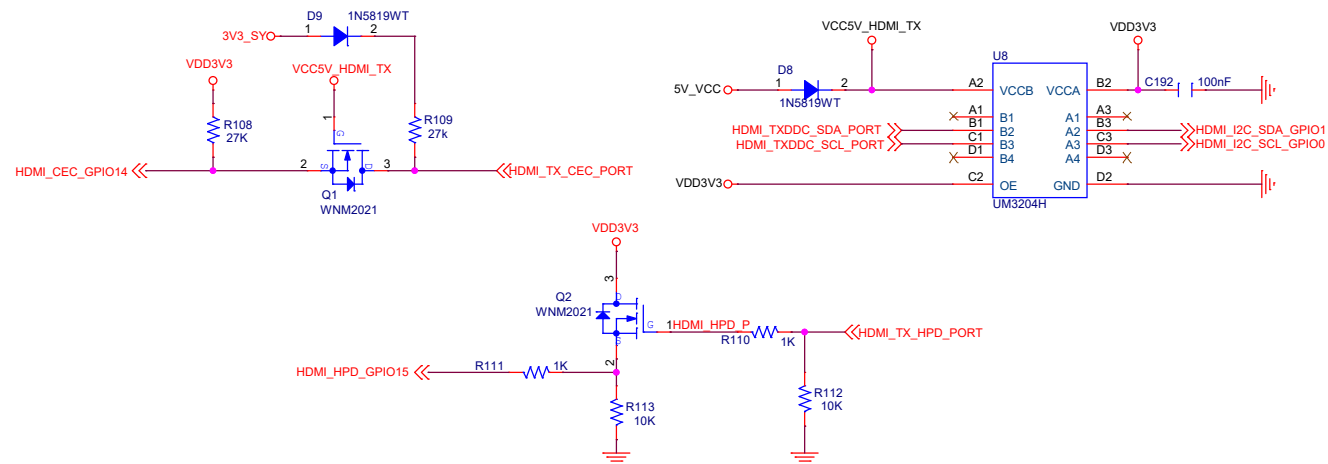 D9
1N5819WT
1
2
3V3_SY
VDD3V3
VCC5V_HDMI_TX
R108
27K
1
G
R109
27k
HDMI_CEC_GPIO14
2
S
D
3
HDMI_TX_CEC_PORT
Q1
WNM2021
VCC5V_HDMI_TX
VDD3V3
U8
D8
5V_VCC
1
2
1N5819WT
A2
VCCB
VCCA
B2
C192
100nF
A1
B1
A1
A3
HDMI_TXDDC_SDA_PORT
B1
B2
A2
B3
HDMI_I2C_SDA_GPIO1
HDMI_TXDDC_SCL_PORT
C1
B3
A3
C3
HDMI_I2C_SCL_GPIO0
D1
B4
A4
D3
VDD3V3
C2
OE
GND
D2
UM3204H
VDD3V3
3
D
Q2
WNM2021
G
1
HDMI_HPD_P
R110
1K
HDMI_TX_HPD_PORT
S
2
HDMI_HPD_GPIO15
R111
1K
R113
10K
R112
10K